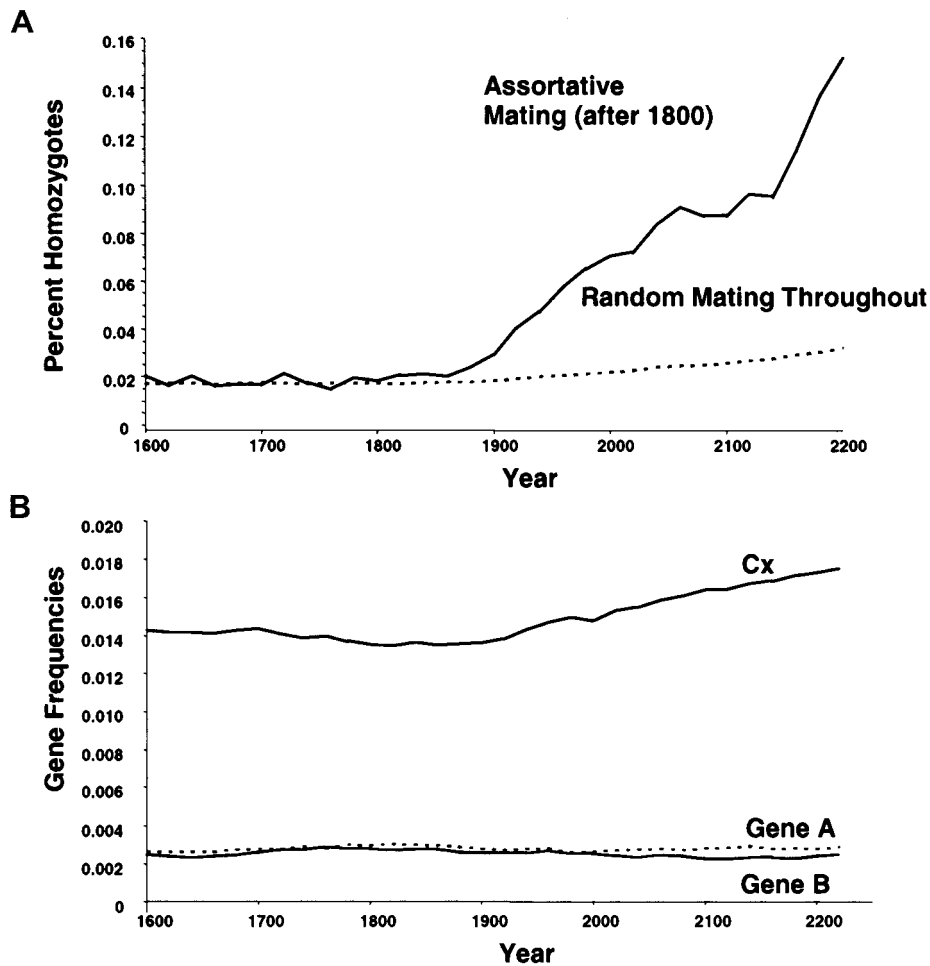 A
Percent Homozygotes
0.16
0.14
0.12
0.10
0.08
0.06
0.04
0.02
0
Assortative
Mating (after 1800)
Random Mating Throughout
1600 1700 1800 1900 2000 2100 2200
Year
B
Gene Frequencies
0.020
0.018
0.016
0.014
0.012
0.010
0.008
0.006
0.004
0.002
0
Cx
Gene A
Gene B
1600 1700 1800 1900 2000 2100 2200
Year